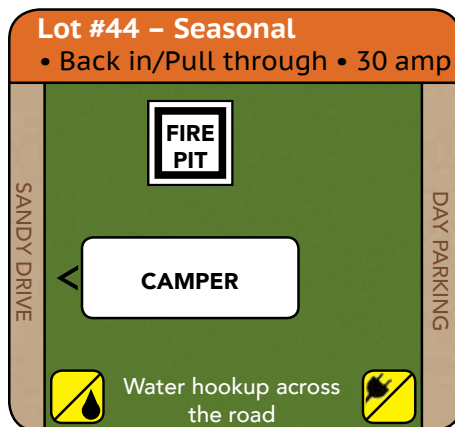 Lot #44 – Seasonal
• Back in/Pull through • 30 amp
FIRE
PIT
SANDY DRIVE
DAY PARKING
<
CAMPER
Water hookup across
the road